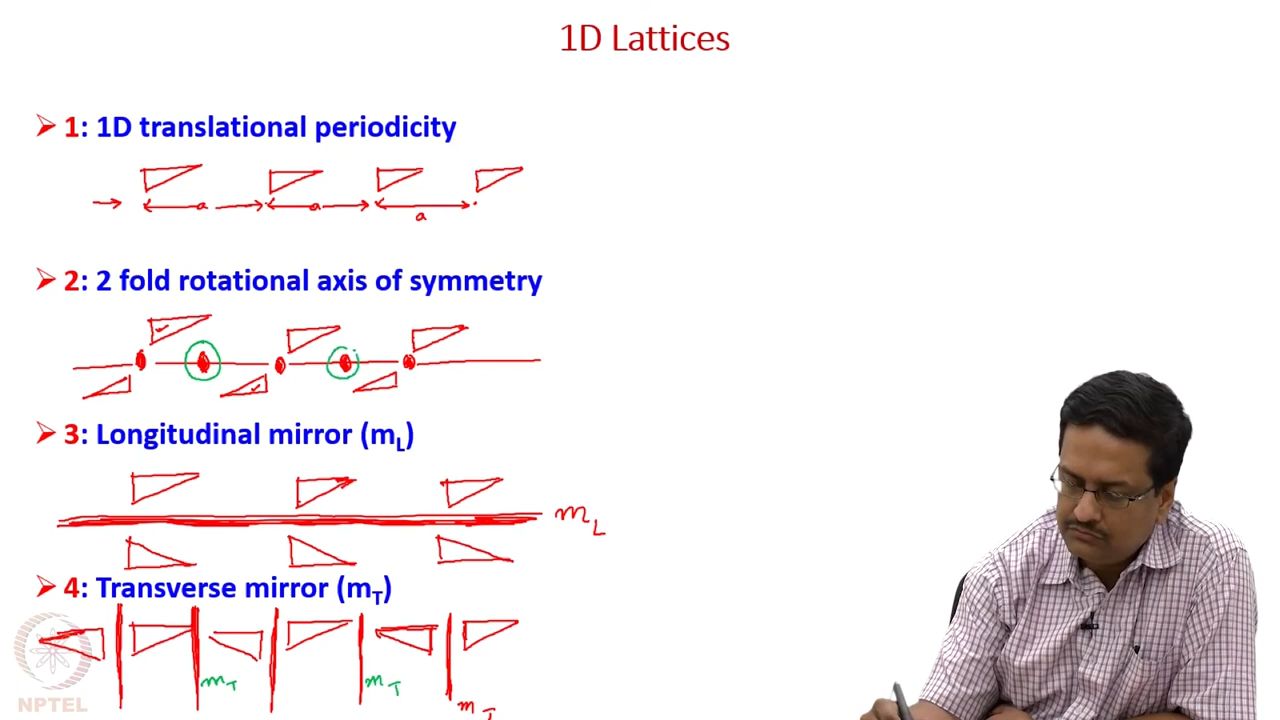 1D Lattices
➢ 1: 1D translational periodicity
a a a
➢ 2: 2 fold rotational axis of symmetry
➢ 3: Longitudinal mirror (mL)
mL
➢ 4: Transverse mirror (mT)
mT mT mT
NPTEL